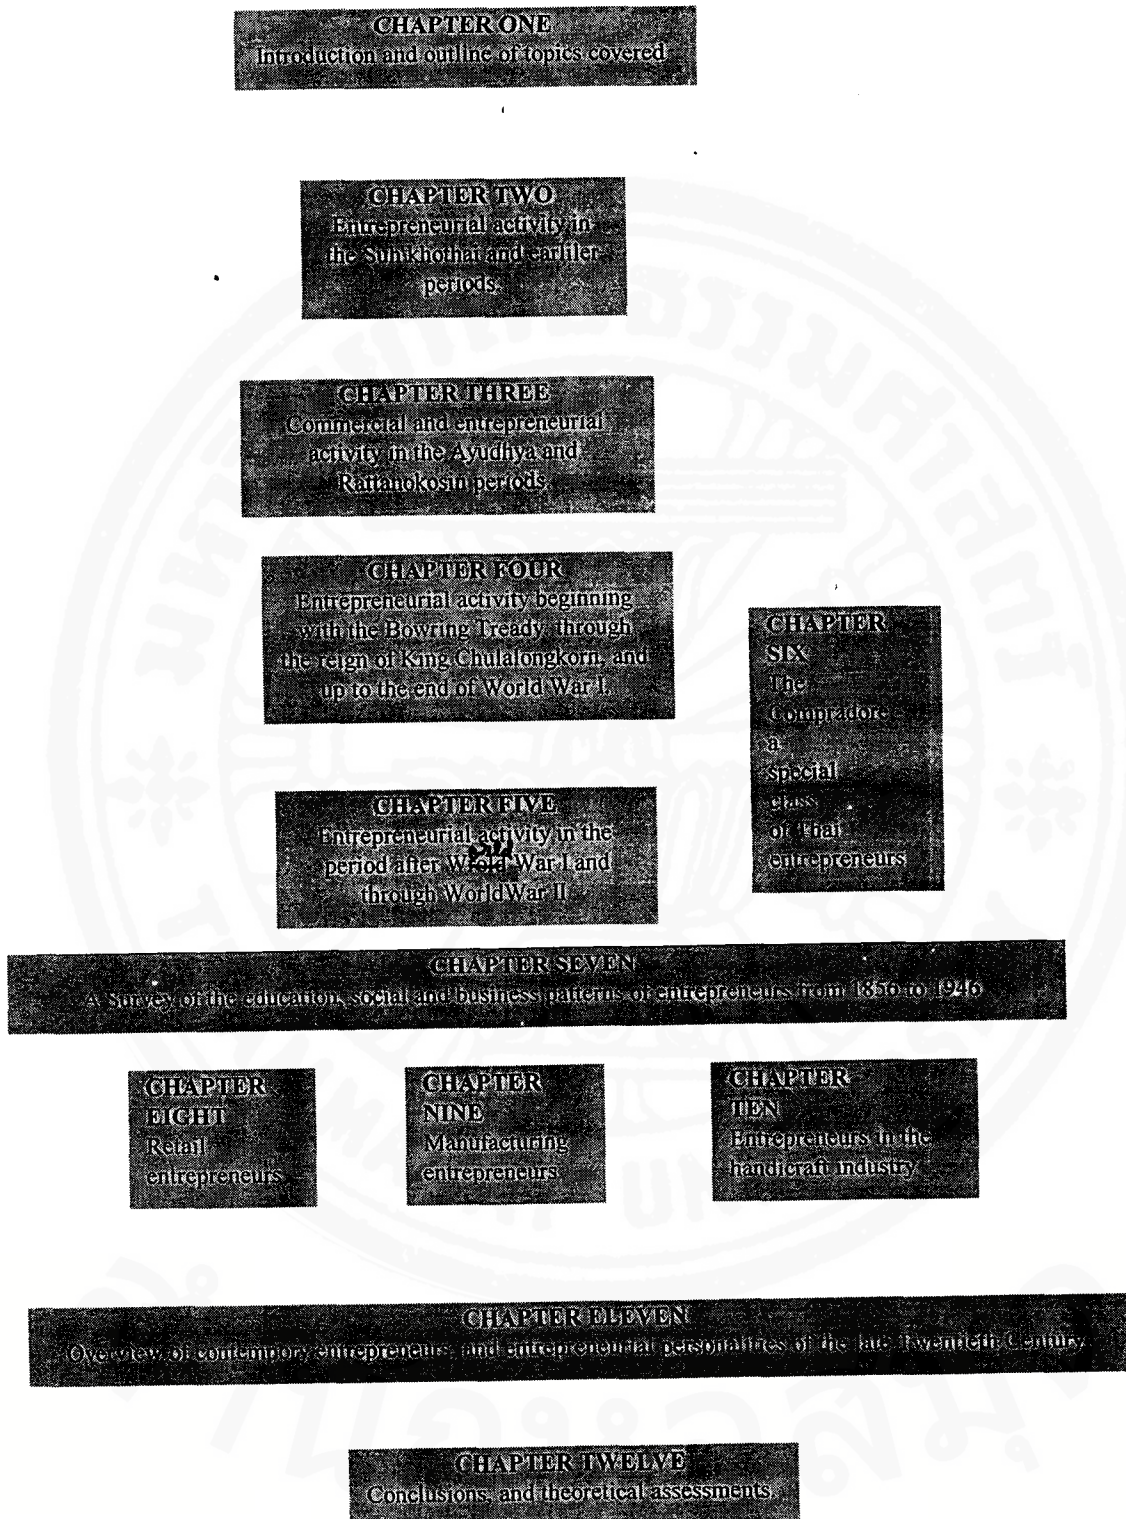 CHAPTER ONE
Introduction and outline of topics covered
CHAPTER TWO
Entrepreneurial activity in
the Suhkhothai and earliler
periods.
CHAPTER THREE
Commercial and entrepreneurial
activity in the Ayudhya and
Rattanokosin periods
CHAPTER FOUR
Entrepreneurial activity beginning
with the Bowring Tready, through
the reign of King Chulalongkorn, and
up to the end of World War I.
CHAPTER FIVE
Entrepreneurial activity in the
period after World War I and
through WorldWar II
CHAPTER
SIX
The
Compradore
a
special
class
of Thai
entrepreneurs
CHAPTER SEVEN
A Survey of the education, social and business patterns of entrepreneurs from 1856 to 1946
CHAPTER
EIGHT
Retail
entrepreneurs
CHAPTER
NINE
Manufacturing
entrepreneurs
CHAPTER
TEN
Entrepreneurs in the
handicraft industry
CHAPTER ELEVEN
Overview of contempory entrepreneurs, and entrepreneurial personalities of the late Twentieth Century.
CHAPTER TWELVE
Conclusions, and theoretical assessments.